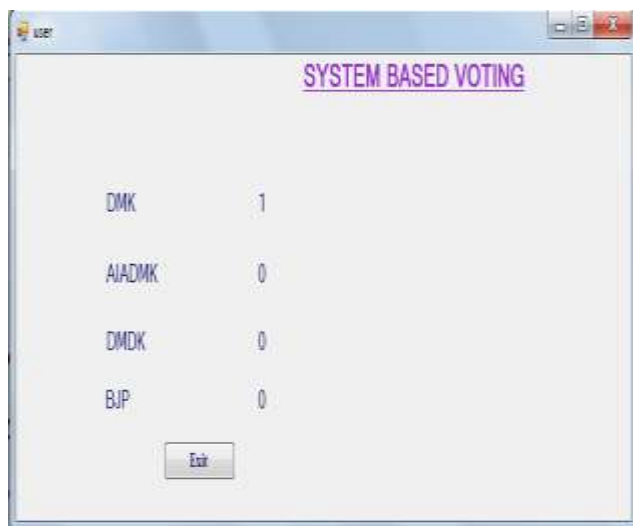 user
SYSTEM BASED VOTING
DMK 1
AIADMK 0
DMDK 0
BJP 0
Exit